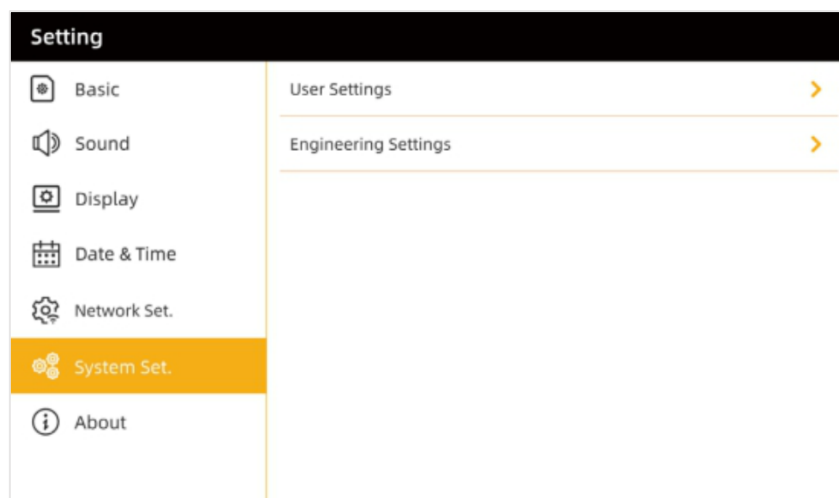 Setting
Basic
Sound
Display
Date & Time
Network Set.
System Set.
About
User Settings
Engineering Settings